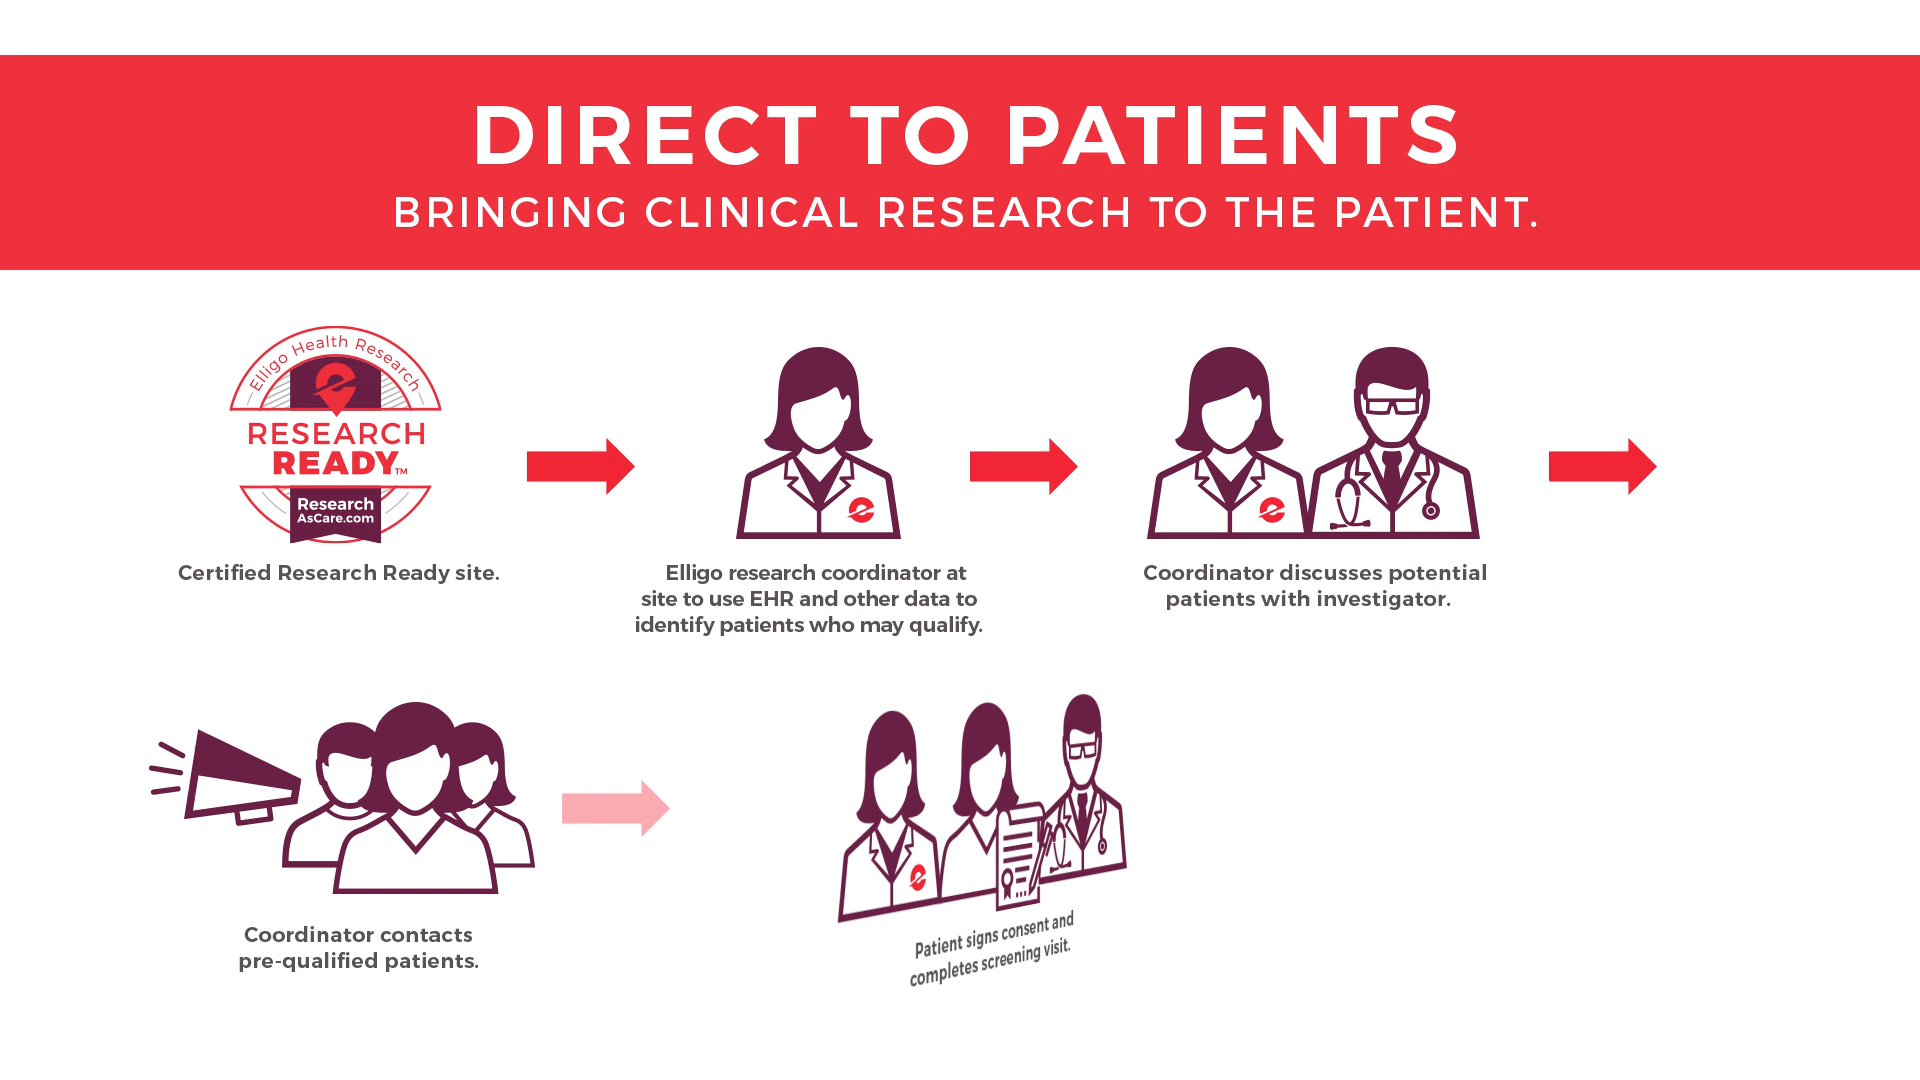 DIRECT TO PATIENTS
BRINGING CLINICAL RESEARCH TO THE PATIENT.
Elligo Health Research
RESEARCH
READY™
Research
AsCare.com
Certified Research Ready site.
Elligo research coordinator at
site to use EHR and other data to
identify patients who may qualify.
Coordinator discusses potential
patients with investigator.
Coordinator contacts
pre-qualified patients.
Patient signs consent and
completes screening visit.